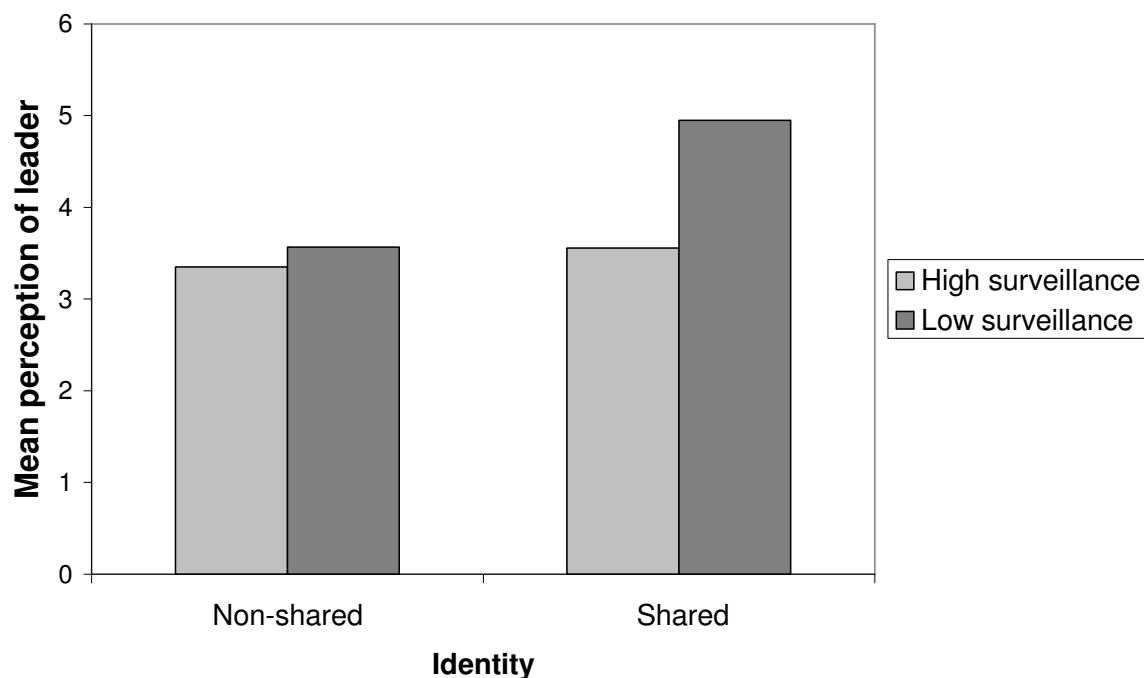 Mean perception of leader
6
5
4
3
2
1
0
Non-shared
Shared
Identity
High surveillance
Low surveillance